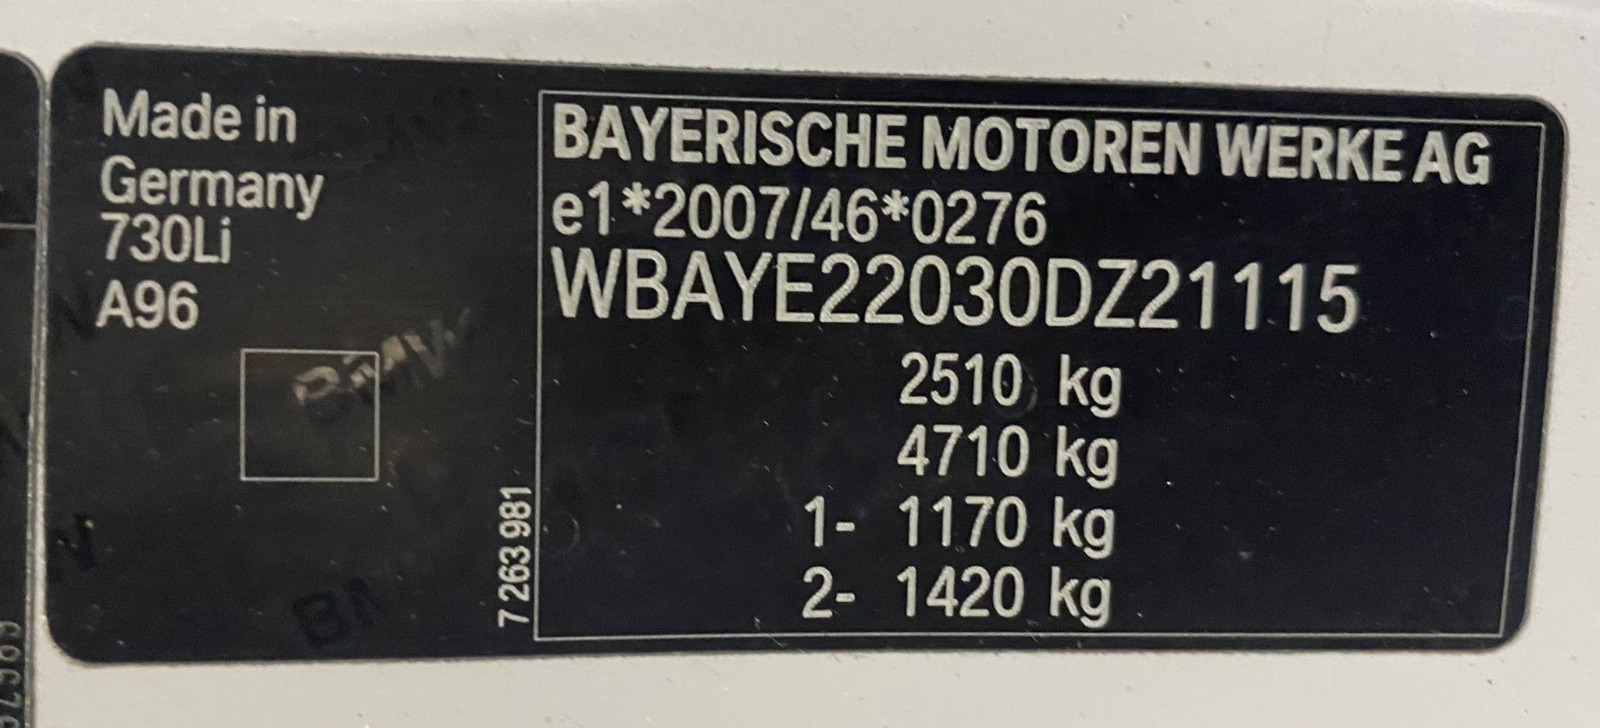 Made in
Germany
730Li
A96
BMW
7 263 981
BAYERISCHE MOTOREN WERKE AG
e1*2007/46*0276
WBAYE22030DZ21115
2510 kg
4710 kg
1- 1170 kg
2- 1420 kg